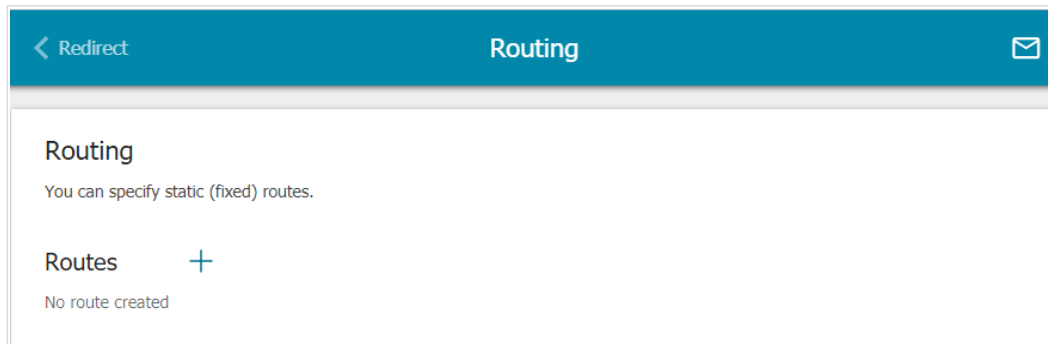 Redirect
Routing
Routing
You can specify static (fixed) routes.
Routes
No route created